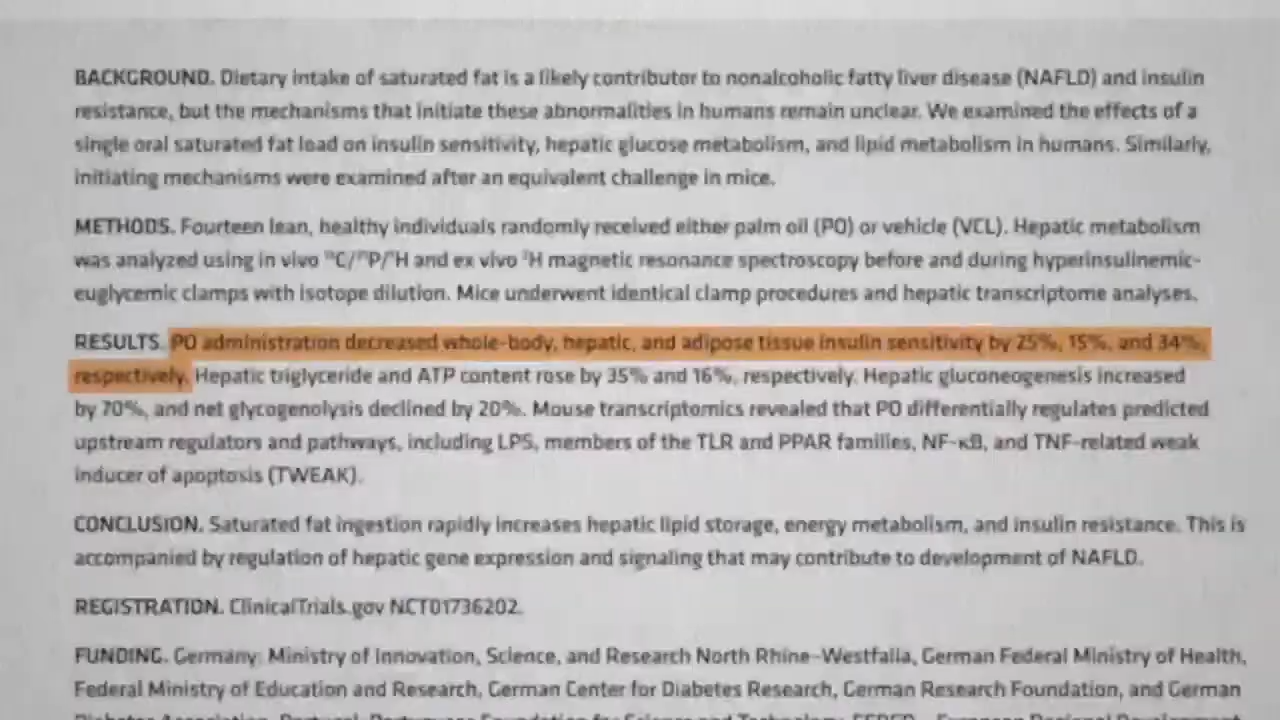 BACKGROUND. Dietary intake of saturated fat is a likely contributor to nonalcoholic fatty liver disease (NAFLD) and insulin
resistance, but the mechanisms that initiate these abnormalities in humans remain unclear. We examined the effects of a
single oral saturated fat load on insulin sensitivity, hepatic glucose metabolism, and lipid metabolism in humans. Similarly,
initiating mechanisms were examined after an equivalent challenge in mice.
METHODS. Fourteen lean, healthy individuals randomly received either palm oil (PO) or vehicle (VCL). Hepatic metabolism
was analyzed using in vivo ¹³C/³¹P/¹H and ex vivo ²H magnetic resonance spectroscopy before and during hyperinsulinemic-
euglycemic clamps with isotope dilution. Mice underwent identical clamp procedures and hepatic transcriptome analyses.
RESULTS. PO administration decreased whole-body, hepatic, and adipose tissue insulin sensitivity by 25%, 15%, and 34%,
respectively. Hepatic triglyceride and ATP content rose by 35% and 16%, respectively. Hepatic gluconeogenesis increased
by 70%, and net glycogenolysis declined by 20%. Mouse transcriptomics revealed that PO differentially regulates predicted
upstream regulators and pathways, including LPS, members of the TLR and PPAR families, NF-κB, and TNF-related weak
inducer of apoptosis (TWEAK).
CONCLUSION. Saturated fat ingestion rapidly increases hepatic lipid storage, energy metabolism, and insulin resistance. This is
accompanied by regulation of hepatic gene expression and signaling that may contribute to development of NAFLD.
REGISTRATION. ClinicalTrials.gov NCT01736202.
FUNDING. Germany: Ministry of Innovation, Science, and Research North Rhine-Westfalia, German Federal Ministry of Health,
Federal Ministry of Education and Research, German Center for Diabetes Research, German Research Foundation, and German